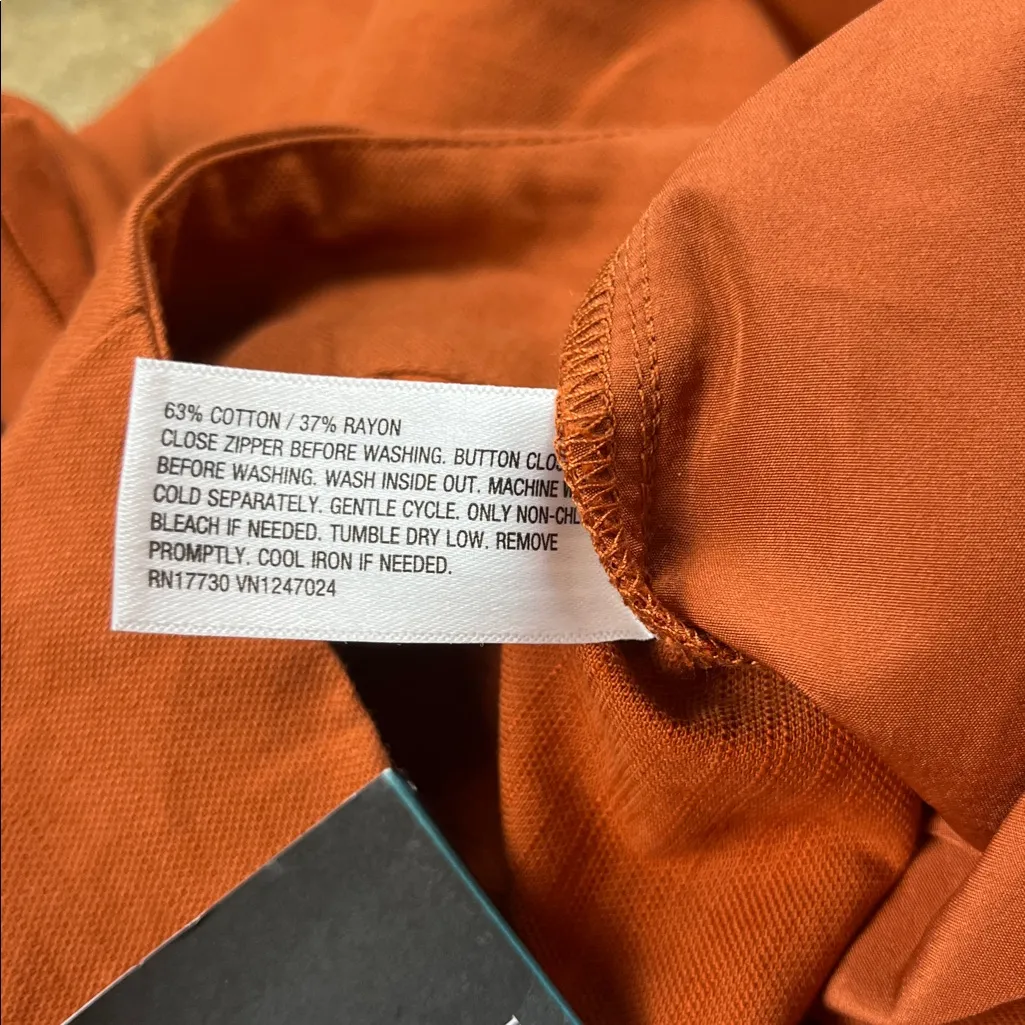 63% COTTON / 37% RAYON
CLOSE ZIPPER BEFORE WASHING. BUTTON
BEFORE WASHING. WASH INSIDE OUT. MACHINE
COLD SEPARATELY. GENTLE CYCLE. ONLY
BLEACH IF NEEDED. TUMBLE DRY LOW. REMOVE
PROMPTLY. COOL IRON IF NEEDED.
RN17730 VN1247024